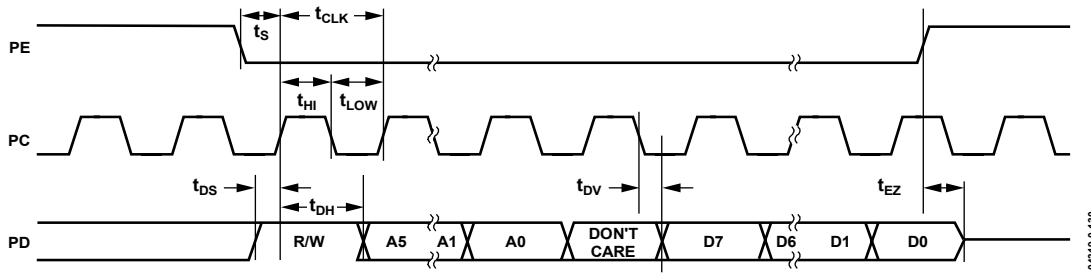 tS
tCLK
PE
tHI
tLOW
PC
tDS
tDH
tDV
tEZ
PD
R/W
A5
A1
A0
DON'T
CARE
D7
D6
D1
D0